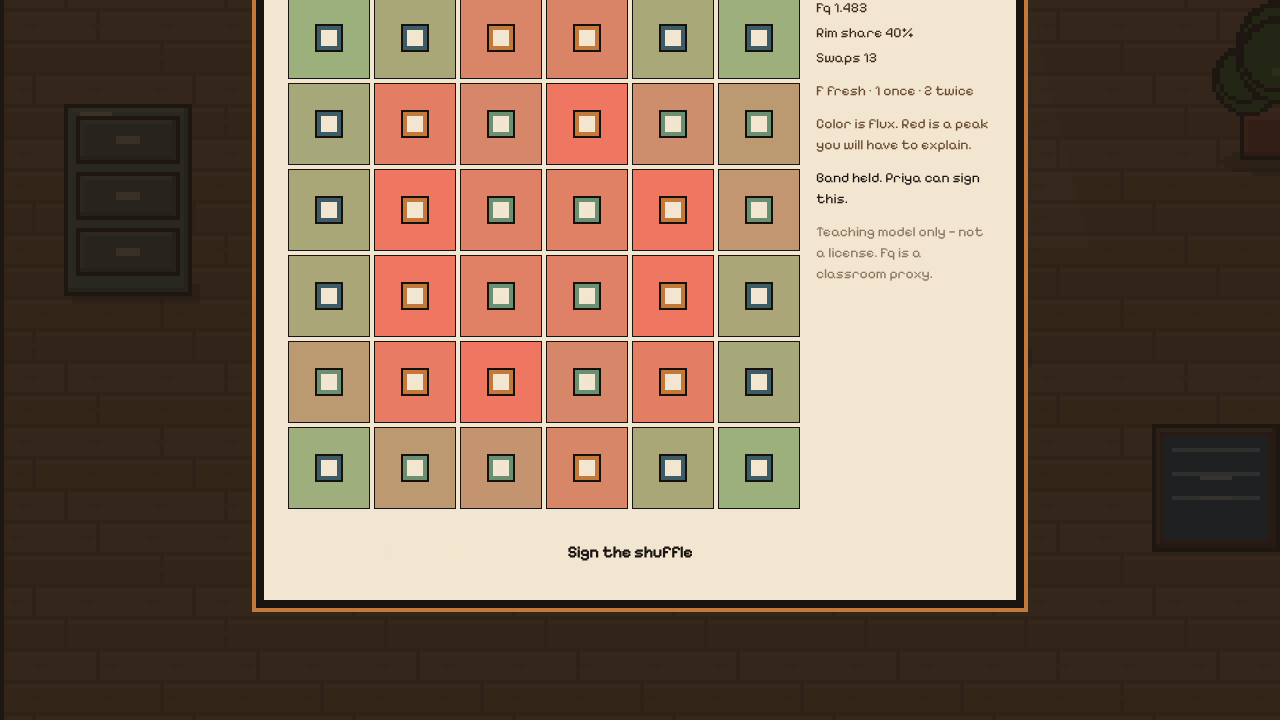 Fq 1.483
Rim share 40%
Swaps 13
F fresh · 1 once · 2 twice
Color is flux. Red is a peak
you will have to explain.
Band held. Priya can sign
this.
Teaching model only – not
a license. Fq is a
classroom proxy.
Sign the shuffle